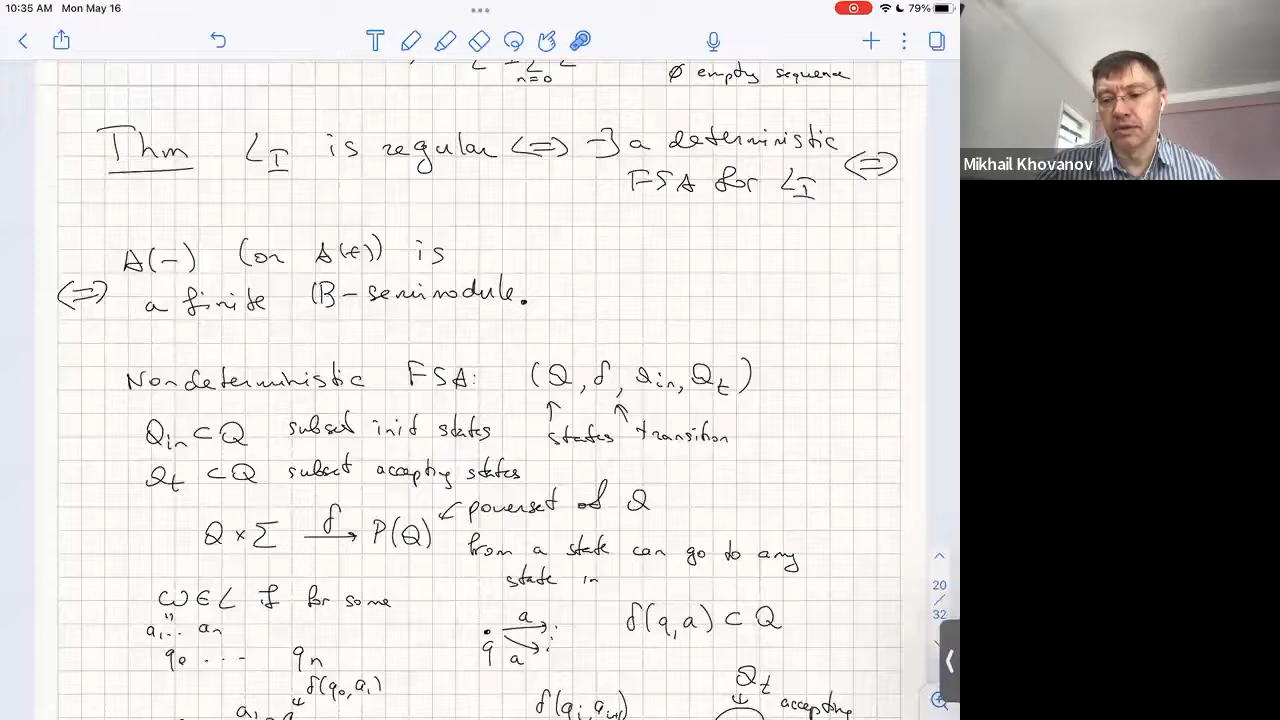 10:35 AM Mon May 16
79%
n=0
∅ empty sequence
Thm L_I is regular ⟺ ∃ a deterministic
FSA for L_I ⟺
A(-) (or A(+)) is
⟺ a finite B-semimodule.
Nondeterministic FSA: (Q, δ, Q_in, Q_t)
states transition
Q_in ⊂ Q subset init states
Q_t ⊂ Q subset accepting states
Q × Σ —δ→ P(Q) ← powerset of Q
from a state can go to any
state in
δ(q,a) ⊂ Q
ω ∈ L if for some
a_1 ... a_n
q_0 ... q_n
q a a
δ(q_0, a_1)
δ(q_i, a_{i+1})
Q_t
accepting
20
/
32
Mikhail Khovanov